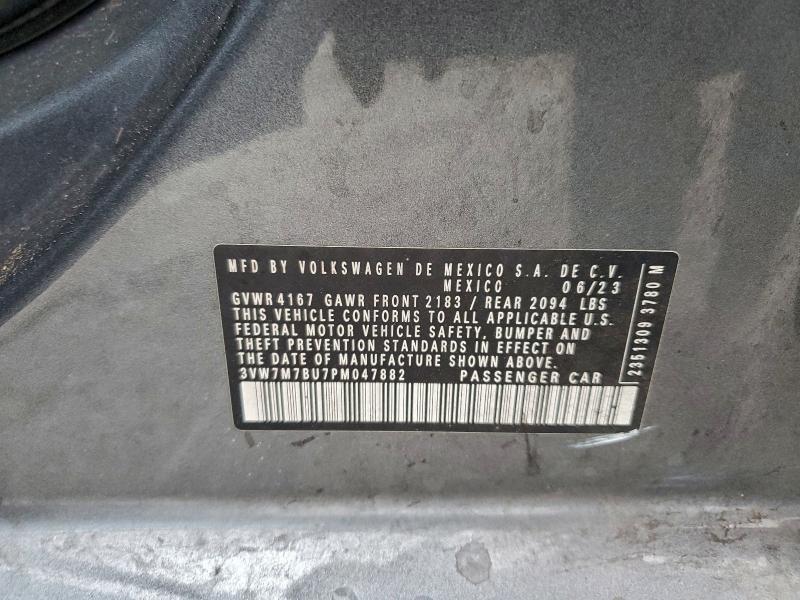 MFD BY VOLKSWAGEN DE MEXICO S.A. DE C.V.
MEXICO 06/23
GVWR 4167 GAWR FRONT 2183 / REAR 2094 LBS
THIS VEHICLE CONFORMS TO ALL APPLICABLE U.S.
FEDERAL MOTOR VEHICLE SAFETY, BUMPER AND
THEFT PREVENTION STANDARDS IN EFFECT ON
THE DATE OF MANUFACTURE SHOWN ABOVE.
3VW7M7BU7PM047882 PASSENGER CAR
2351309 3780 M